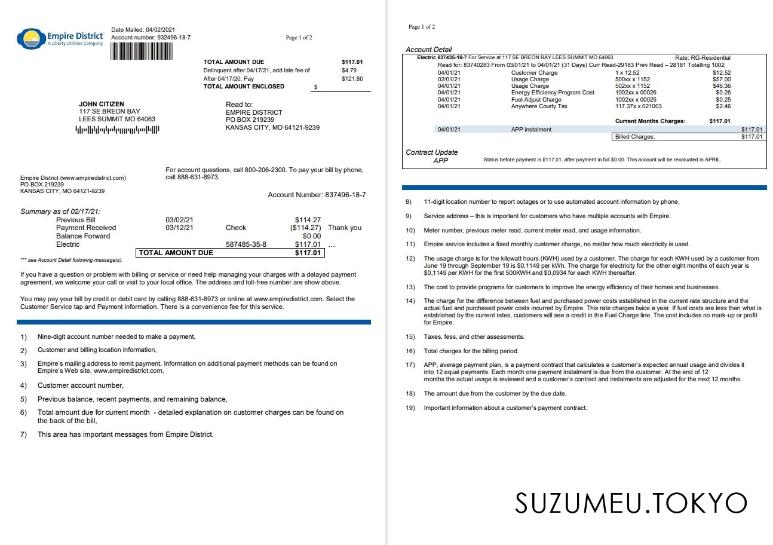 Empire District
A Liberty Utilities Company
Date Mailed: 04/02/2021
Account number: 932496-18-7
Page 1 of 2
TOTAL AMOUNT DUE $117.01
Delinquent after 04/17/21, add late fee of $4.79
After 04/17/20, Pay $121.80
TOTAL AMOUNT ENCLOSED $
JOHN CITIZEN
117 SE BREON BAY
LEES SUMMIT MO 64063
Read to:
EMPIRE DISTRICT
PO BOX 219239
KANSAS CITY, MO 64121-9239
Empire District (www.empiredistrict.com)
PO BOX 219239
KANSAS CITY, MO 64121-9239
For account questions, call 800-206-2300. To pay your bill by phone,
call 888-631-8973.
Account Number: 837496-18-7
Summary as of 02/17/21:
Previous Bill 03/02/21 $114.27
Payment Received 03/12/21 Check ($114.27) Thank you
Balance Forward $0.00
Electric 587485-35-8 $117.01 ...
TOTAL AMOUNT DUE $117.01
*** see Account Detail following message(s).
If you have a question or problem with billing or service or need help managing your charges with a delayed payment
agreement, we welcome your call or visit to your local office. The address and toll-free number are show above.
You may pay your bill by credit or debit card by calling 888-631-8973 or online at www.empiredistrict.com. Select the
Customer Service tap and Payment information. There is a convenience fee for this service.
1) Nine-digit account number needed to make a payment,
2) Customer and billing location information,
3) Empire's mailing address to remit payment. Information on additional payment methods can be found on
Empire's Web site, www.empiredistrict.com,
4) Customer account number,
5) Previous balance, recent payments, and remaining balance,
6) Total amount due for current month - detailed explanation on customer charges can be found on
the back of the bill,
7) This area has important messages from Empire District.
Page 1 of 2
Account Detail
Electric 837436-18-7 For Service at 117 SE BREON BAY LEES SUMMIT MO 64063 Rate: RG-Residential
Read for: 83740283 From 03/01/21 to 04/01/21 (31 Days) Curr Read-29183 Prev Read – 28181 Totalling 1002
04/01/21 Customer Charge 1 x 12.52 $12.52
02/01/21 Usage Charge 500xx x 1152 $57.00
04/01/21 Usage Charge 502xx x 1152 $46.36
04/01/21 Energy Efficiency Program Cost 1002xx x 00026 $0.26
04/01/21 Fuel Adjust Charge 1002xx x 00025 $0.25
04/01/21 Anywhere County Tax 117.37x x 621063 $2.46
Current Months Charges: $117.01
04/01/21 APP instalment $117.01
Billed Charges: $117.01
Contract Update
APP Status before payment is $117.01, after payment in full $0.00. This account will be revaluated in APRIL.
8) 11-digit location number to report outages or to use automated account information by phone.
9) Service address – this is important for customers who have multiple accounts with Empire.
10) Meter number, previous meter read, current meter read, and usage information.
11) Empire service includes a fixed monthly customer charge, no matter how much electricity is used.
12) The usage charge is for the kilowatt hours (KWH) used by a customer. The charge for each KWH used by a customer from
June 19 through September 19 is $0,1149 per kWh. The charge for electricity for the other eight months of each year is
$0,1149 per KWH for the first 500KWH and $0,0934 for each KWH thereafter.
13) The cost to provide programs for customers to improve the energy efficiency of their homes and businesses.
14) The charge for the difference between fuel and purchased power costs established in the current rate structure and the
actual fuel and purchased power costs incurred by Empire. This rate charges twice a year. If fuel costs are less then what is
established by the current rates, customers will see a credit in the Fuel Charge line. The cost includes no mark-up or profit
for Empire.
15) Taxes, fess, and other assessments.
16) Total charges for the billing period.
17) APP, average payment plan, is a payment contract that calculates a customer's expected annual usage and divides it
into 12 equal payments. Each month one payment instalment is due from the customer. At the end of 12
months the actual usage is reviewed and a customer's contract and instalments are adjusted for the next 12 months.
18) The amount due from the customer by the due date.
19) Important information about a customer's payment contract.
SUZUMEU.TOKYO